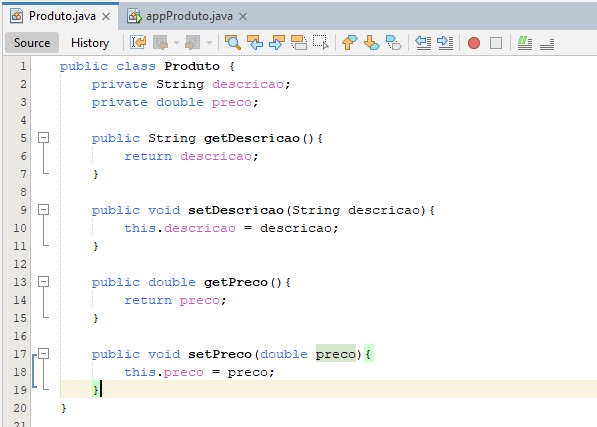 Produto.java appProduto.java
Source History
1 public class Produto {
2 private String descricao;
3 private double preco;
4
5 public String getDescricao(){
6 return descricao;
7 }
8
9 public void setDescricao(String descricao){
10 this.descricao = descricao;
11 }
12
13 public double getPreco(){
14 return preco;
15 }
16
17 public void setPreco(double preco){
18 this.preco = preco;
19 }
20 }
21